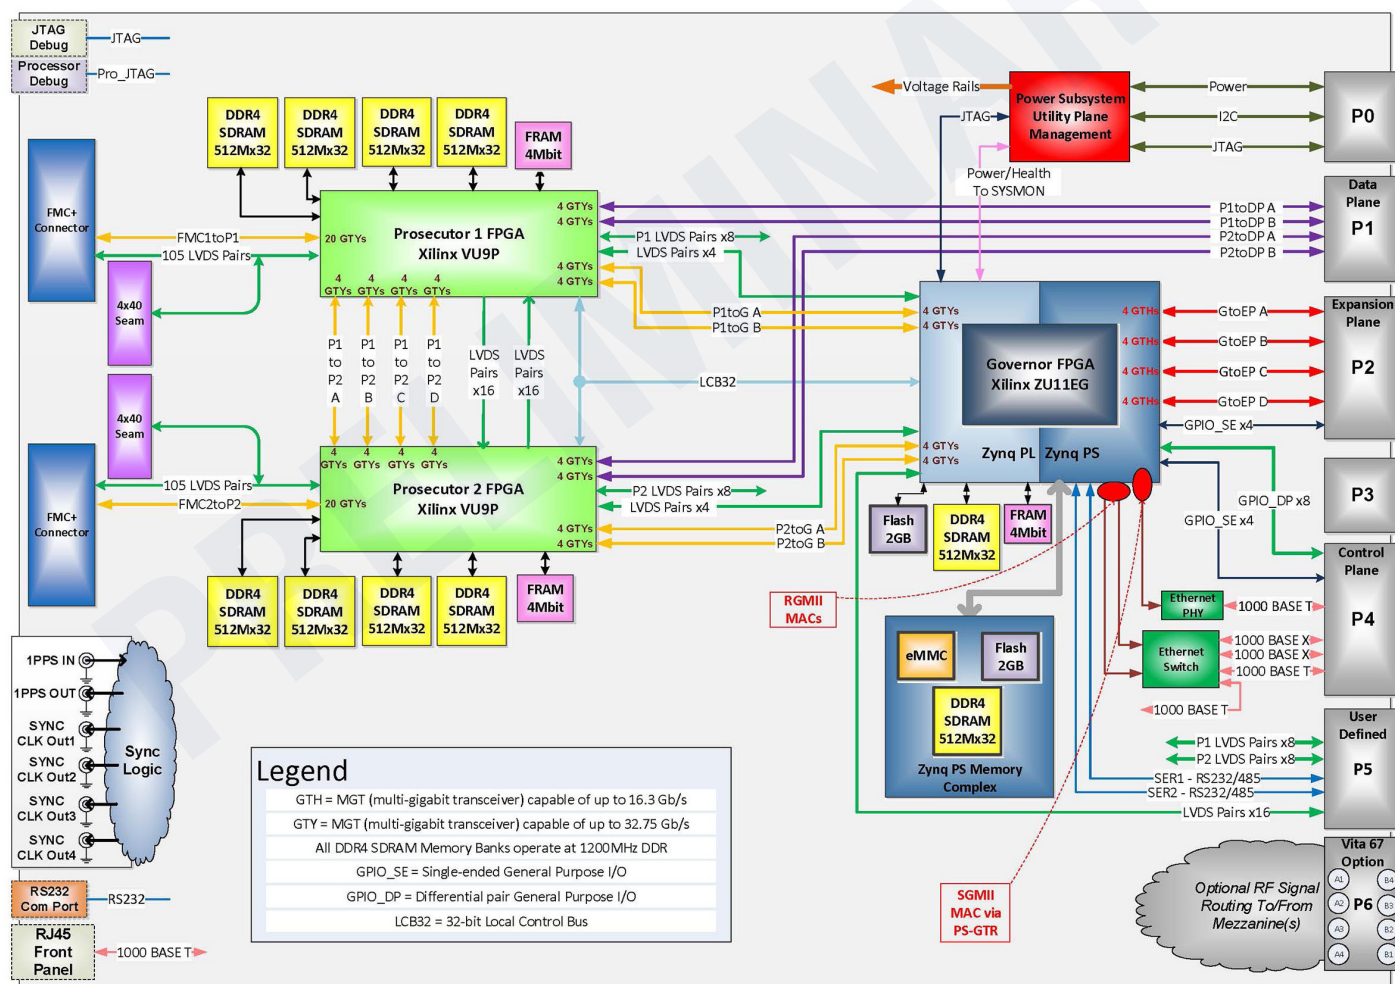 PRELIMINAR
JTAG
Debug
JTAG
Processor
Debug
Pro_JTAG
DDR4
SDRAM
512Mx32
DDR4
SDRAM
512Mx32
DDR4
SDRAM
512Mx32
DDR4
SDRAM
512Mx32
FRAM
4Mbit
Voltage Rails
Power Subsystem
Utility Plane
Management
JTAG
Power/Health
To SYSMON
Power
I2C
JTAG
P0
FMC+
Connector
FMC1toP1
105 LVDS Pairs
4x40
Seam
20 GTYs
Prosecutor 1 FPGA
Xilinx VU9P
4 GTYs
4 GTYs
4 GTYs
4 GTYs
4
GTYs
4
GTYs
4
GTYs
4
GTYs
P1 LVDS Pairs x8
LVDS Pairs x4
P1toG A
P1toG B
P1toDP A
P1toDP B
P2toDP A
P2toDP B
Data
Plane
P1
P1
to
P2
A
P1
to
P2
B
P1
to
P2
C
P1
to
P2
D
LVDS
Pairs
x16
LVDS
Pairs
x16
LCB32
4 GTYs
4 GTYs
4 GTHs
4 GTHs
4 GTHs
4 GTHs
Governor FPGA
Xilinx ZU11EG
4 GTYs
4 GTYs
Zynq PL
Zynq PS
GtoEP A
GtoEP B
GtoEP C
GtoEP D
GPIO_SE x4
Expansion
Plane
P2
4x40
Seam
FMC+
Connector
105 LVDS Pairs
FMC2toP2
4
GTYs
4
GTYs
4
GTYs
4
GTYs
20 GTYs
Prosecutor 2 FPGA
Xilinx VU9P
4 GTYs
4 GTYs
4 GTYs
4 GTYs
P2 LVDS Pairs x8
LVDS Pairs x4
P2toG A
P2toG B
DDR4
SDRAM
512Mx32
DDR4
SDRAM
512Mx32
DDR4
SDRAM
512Mx32
DDR4
SDRAM
512Mx32
FRAM
4Mbit
Flash
2GB
DDR4
SDRAM
512Mx32
FRAM
4Mbit
GPIO_DP x8
GPIO_SE x4
P3
Control
Plane
P4
RGMII
MACs
Ethernet
PHY
1000 BASE T
Ethernet
Switch
1000 BASE X
1000 BASE X
1000 BASE T
1000 BASE T
eMMC
Flash
2GB
DDR4
SDRAM
512Mx32
Zynq PS Memory
Complex
User
Defined
P5
P1 LVDS Pairs x8
P2 LVDS Pairs x8
SER1 - RS232/485
SER2 - RS232/485
LVDS Pairs x16
1PPS IN
1PPS OUT
SYNC
CLK Out1
SYNC
CLK Out2
SYNC
CLK Out3
SYNC
CLK Out4
Sync
Logic
Legend
GTH = MGT (multi-gigabit transceiver) capable of up to 16.3 Gb/s
GTY = MGT (multi-gigabit transceiver) capable of up to 32.75 Gb/s
All DDR4 SDRAM Memory Banks operate at 1200MHz DDR
GPIO_SE = Single-ended General Purpose I/O
GPIO_DP = Differential pair General Purpose I/O
LCB32 = 32-bit Local Control Bus
SGMII
MAC via
PS-GTR
Optional RF Signal
Routing To/From
Mezzanine(s)
Vita 67
Option
P6
A1
A2
A3
A4
B4
B3
B2
B1
RS232
Com Port
RS232
RJ45
Front
Panel
1000 BASE T